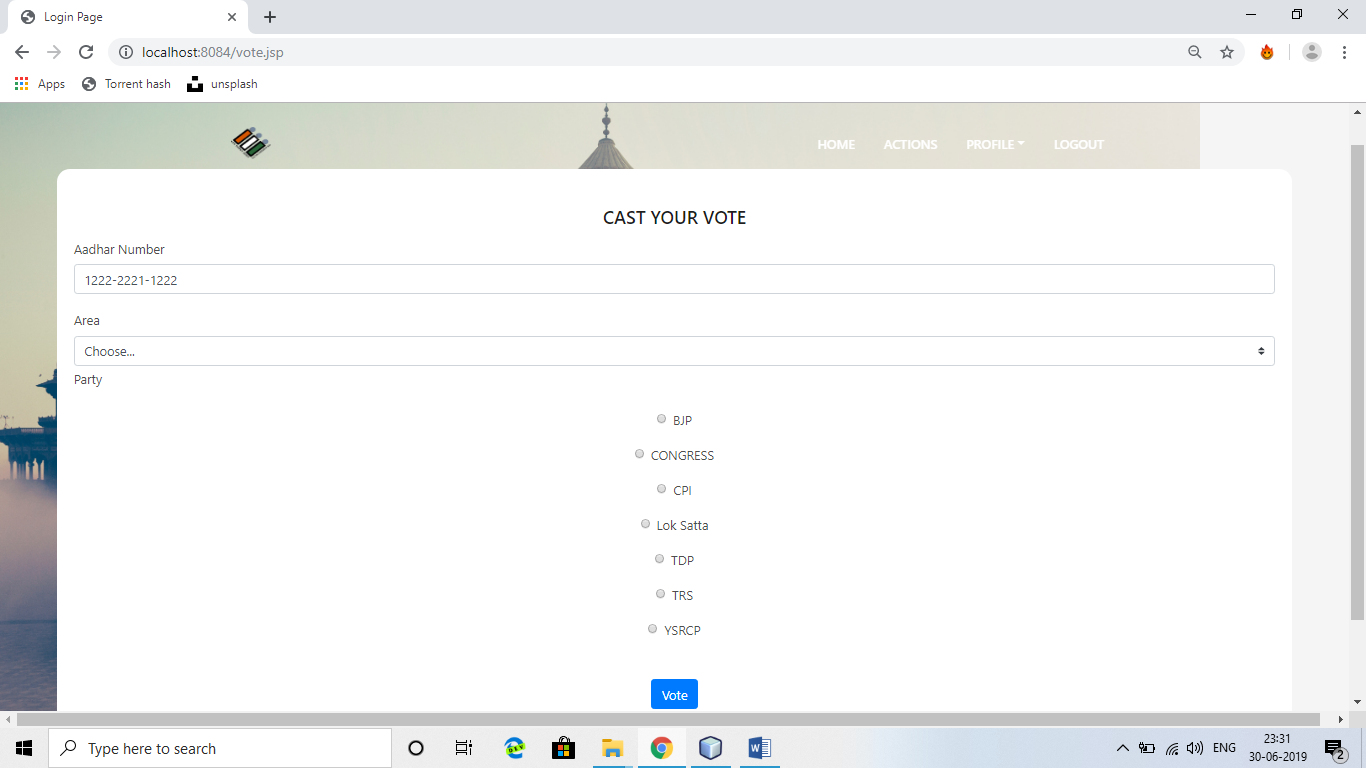 Login Page
localhost:8084/vote.jsp
Apps Torrent hash unsplash
HOME ACTIONS PROFILE LOGOUT
CAST YOUR VOTE
Aadhar Number
1222-2221-1222
Area
Choose...
Party
BJP
CONGRESS
CPI
Lok Satta
TDP
TRS
YSRCP
Vote
Type here to search
DEV
W
ENG
23:31
30-06-2019
2